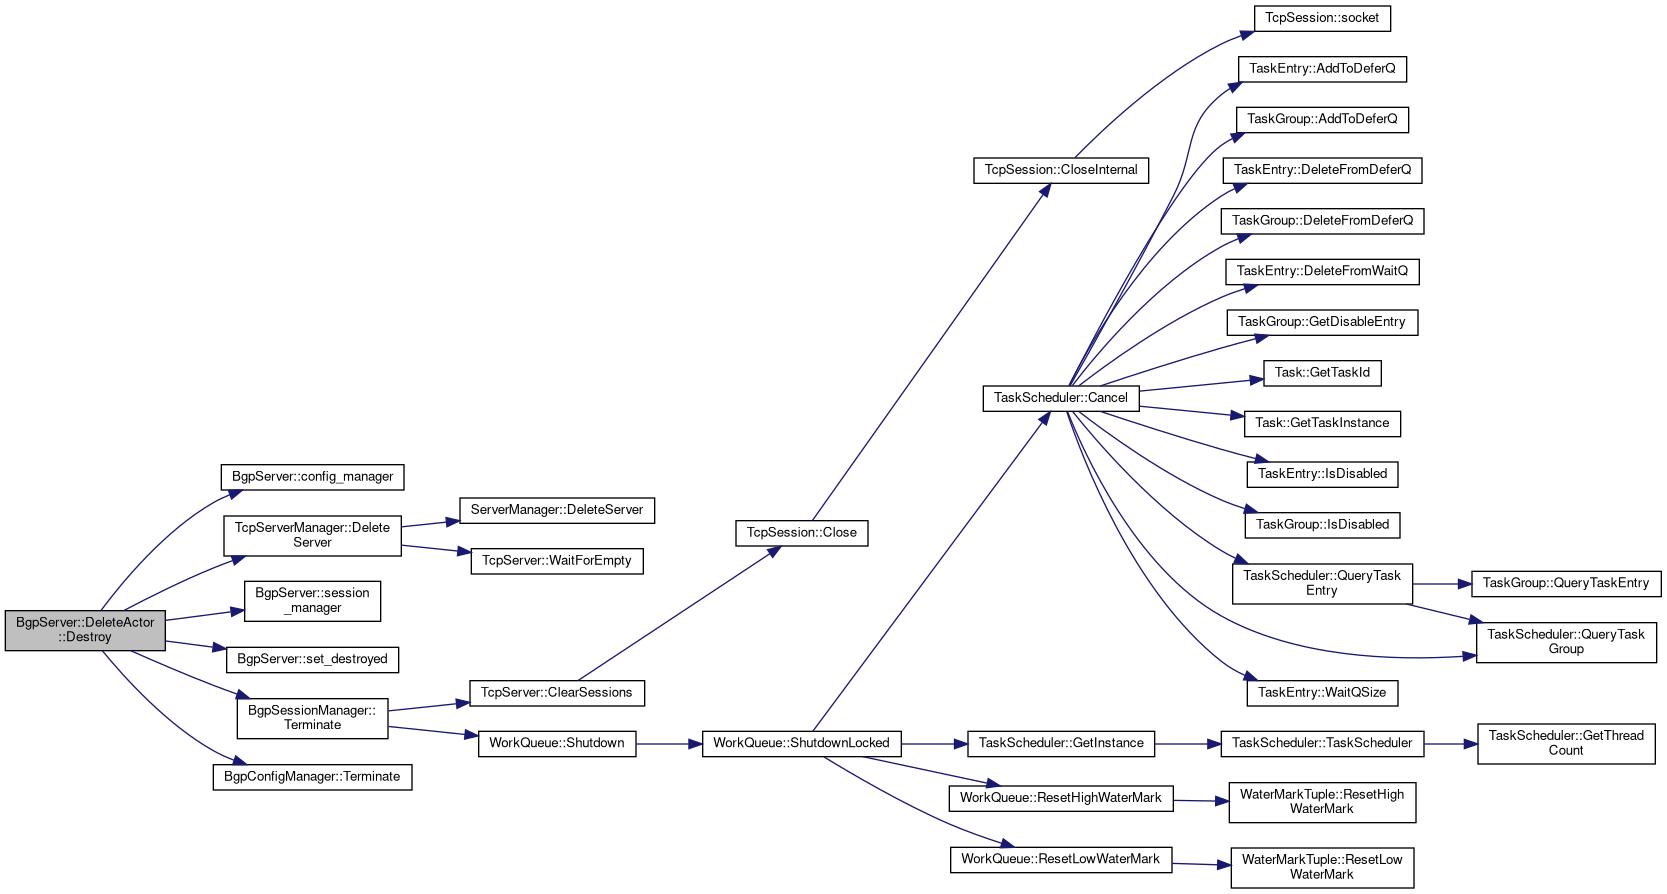 TcpSession::socket
TaskEntry::AddToDeferQ
TaskGroup::AddToDeferQ
TcpSession::CloseInternal
TaskEntry::DeleteFromDeferQ
TaskGroup::DeleteFromDeferQ
TaskEntry::DeleteFromWaitQ
TaskGroup::GetDisableEntry
Task::GetTaskId
TaskScheduler::Cancel
Task::GetTaskInstance
TaskEntry::IsDisabled
BgpServer::config_manager
ServerManager::DeleteServer
TaskGroup::IsDisabled
TcpServerManager::Delete
Server
TcpSession::Close
TcpServer::WaitForEmpty
TaskScheduler::QueryTask
Entry
TaskGroup::QueryTaskEntry
BgpServer::session
_manager
BgpServer::DeleteActor
::Destroy
TaskScheduler::QueryTask
Group
BgpServer::set_destroyed
TcpServer::ClearSessions
TaskEntry::WaitQSize
BgpSessionManager::
Terminate
WorkQueue::Shutdown
WorkQueue::ShutdownLocked
TaskScheduler::GetInstance
TaskScheduler::TaskScheduler
TaskScheduler::GetThread
Count
BgpConfigManager::Terminate
WorkQueue::ResetHighWaterMark
WaterMarkTuple::ResetHigh
WaterMark
WorkQueue::ResetLowWaterMark
WaterMarkTuple::ResetLow
WaterMark